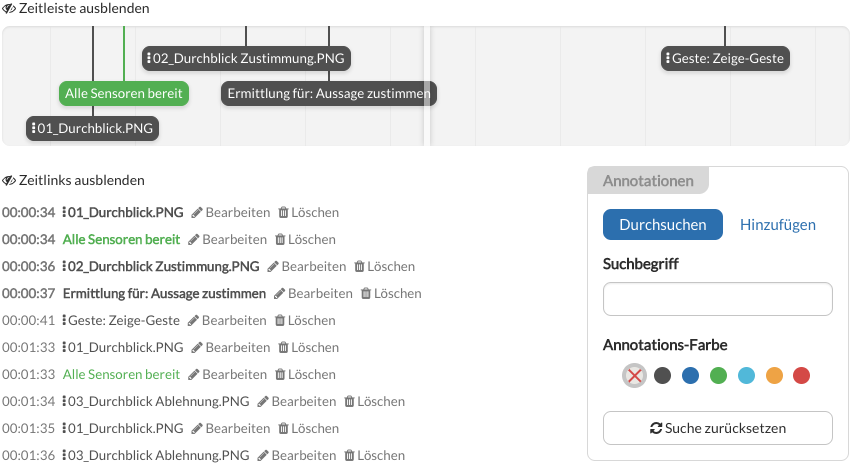 Zeitleiste ausblenden
02_Durchblick Zustimmung.PNG
Geste: Zeige-Geste
Alle Sensoren bereit
Ermittlung für: Aussage zustimmen
01_Durchblick.PNG
Zeitlinks ausblenden
00:00:34 01_Durchblick.PNG Bearbeiten Löschen
00:00:34 Alle Sensoren bereit Bearbeiten Löschen
00:00:36 02_Durchblick Zustimmung.PNG Bearbeiten Löschen
00:00:37 Ermittlung für: Aussage zustimmen Bearbeiten Löschen
00:00:41 Geste: Zeige-Geste Bearbeiten Löschen
00:01:33 01_Durchblick.PNG Bearbeiten Löschen
00:01:33 Alle Sensoren bereit Bearbeiten Löschen
00:01:34 03_Durchblick Ablehnung.PNG Bearbeiten Löschen
00:01:35 01_Durchblick.PNG Bearbeiten Löschen
00:01:36 03_Durchblick Ablehnung.PNG Bearbeiten Löschen
Annotationen
Durchsuchen Hinzufügen
Suchbegriff
Annotations-Farbe
Suche zurücksetzen